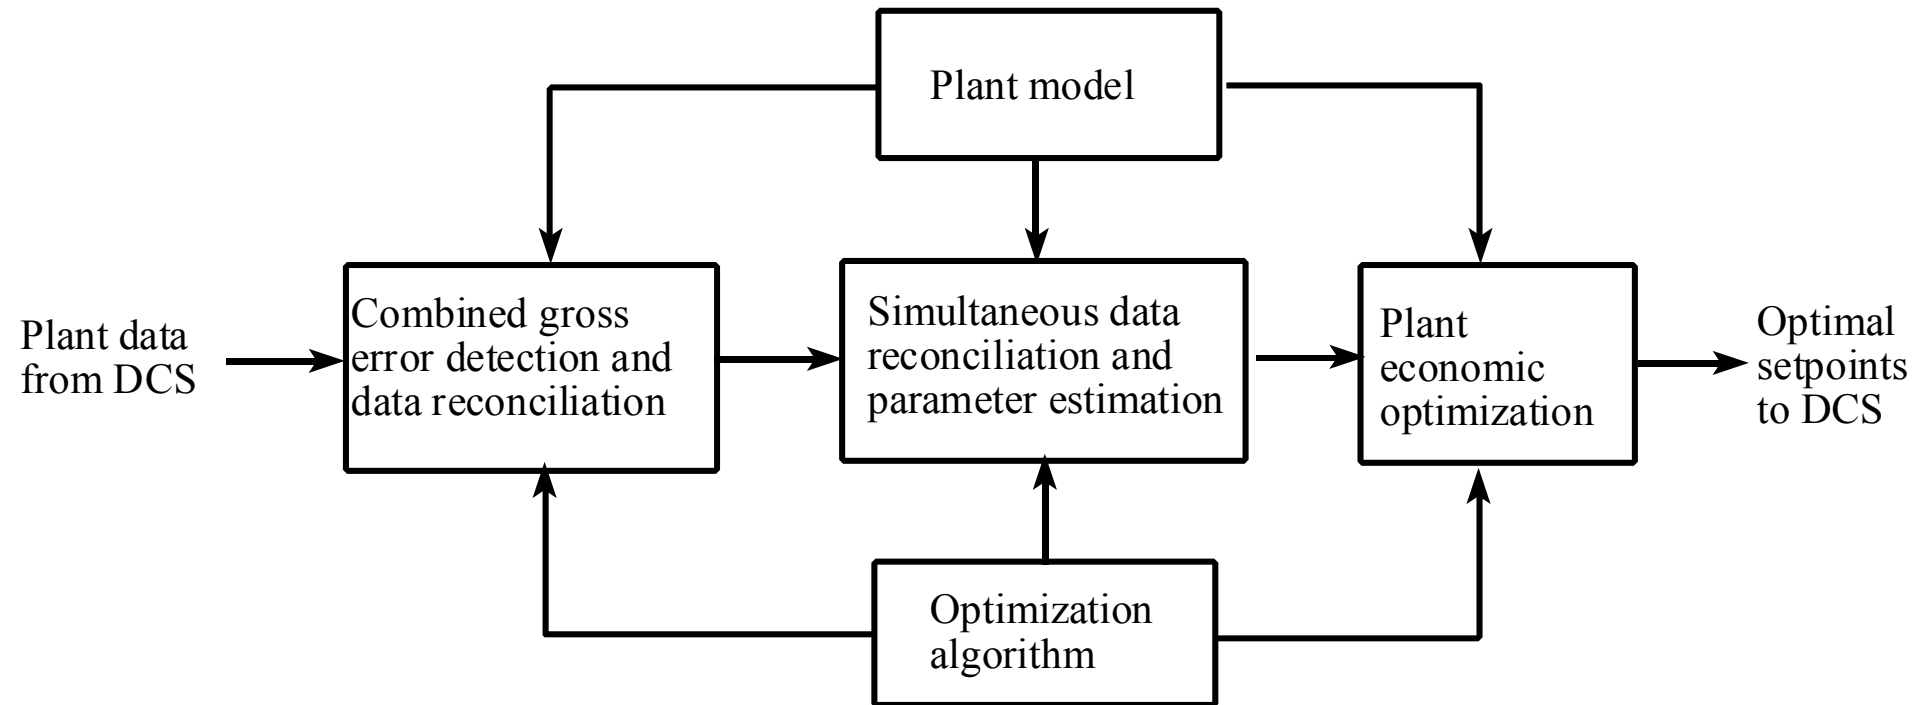 Plant model
Plant data
from DCS
Combined gross
error detection and
data reconciliation
Simultaneous data
reconciliation and
parameter estimation
Plant
economic
optimization
Optimal
setpoints
to DCS
Optimization
algorithm